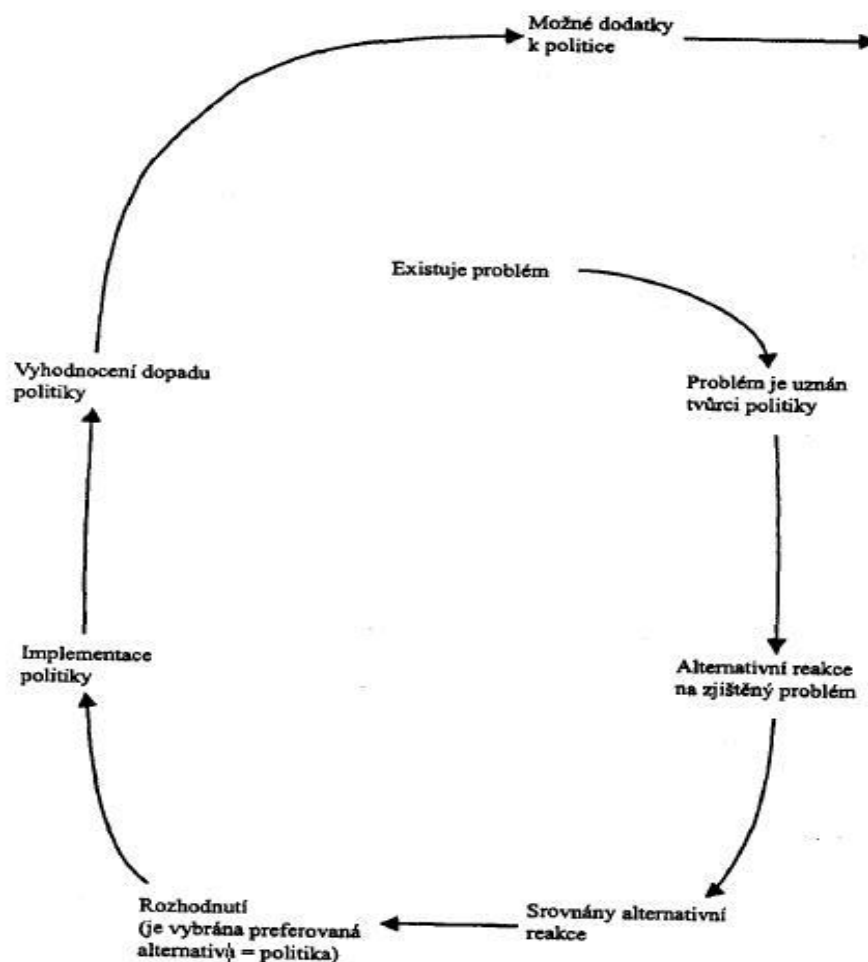 Možné dodatky
k politice
Existuje problém
Vyhodnocení dopadu
politiky
Problém je uznán
tvůrci politiky
Implementace
politiky
Alternativní reakce
na zjištěný problém
Rozhodnutí
(je vybrána preferovaná
alternativa = politika)
Srovnány alternativní
reakce